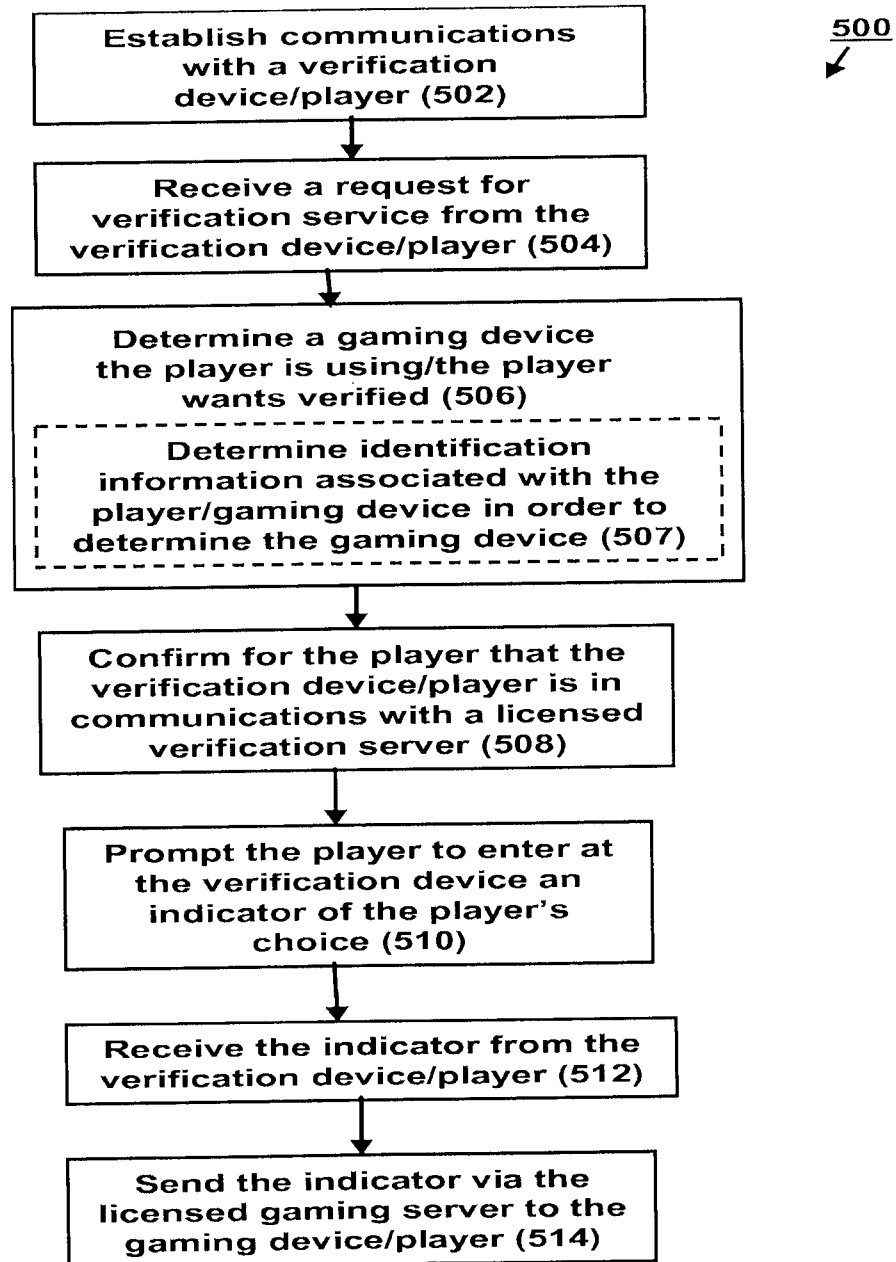 500
Establish communications
with a verification
device/player (502)
Receive a request for
verification service from the
verification device/player (504)
Determine a gaming device
the player is using/the player
wants verified (506)
Determine identification
information associated with the
player/gaming device in order to
determine the gaming device (507)
Confirm for the player that the
verification device/player is in
communications with a licensed
verification server (508)
Prompt the player to enter at
the verification device an
indicator of the player's
choice (510)
Receive the indicator from the
verification device/player (512)
Send the indicator via the
licensed gaming server to the
gaming device/player (514)